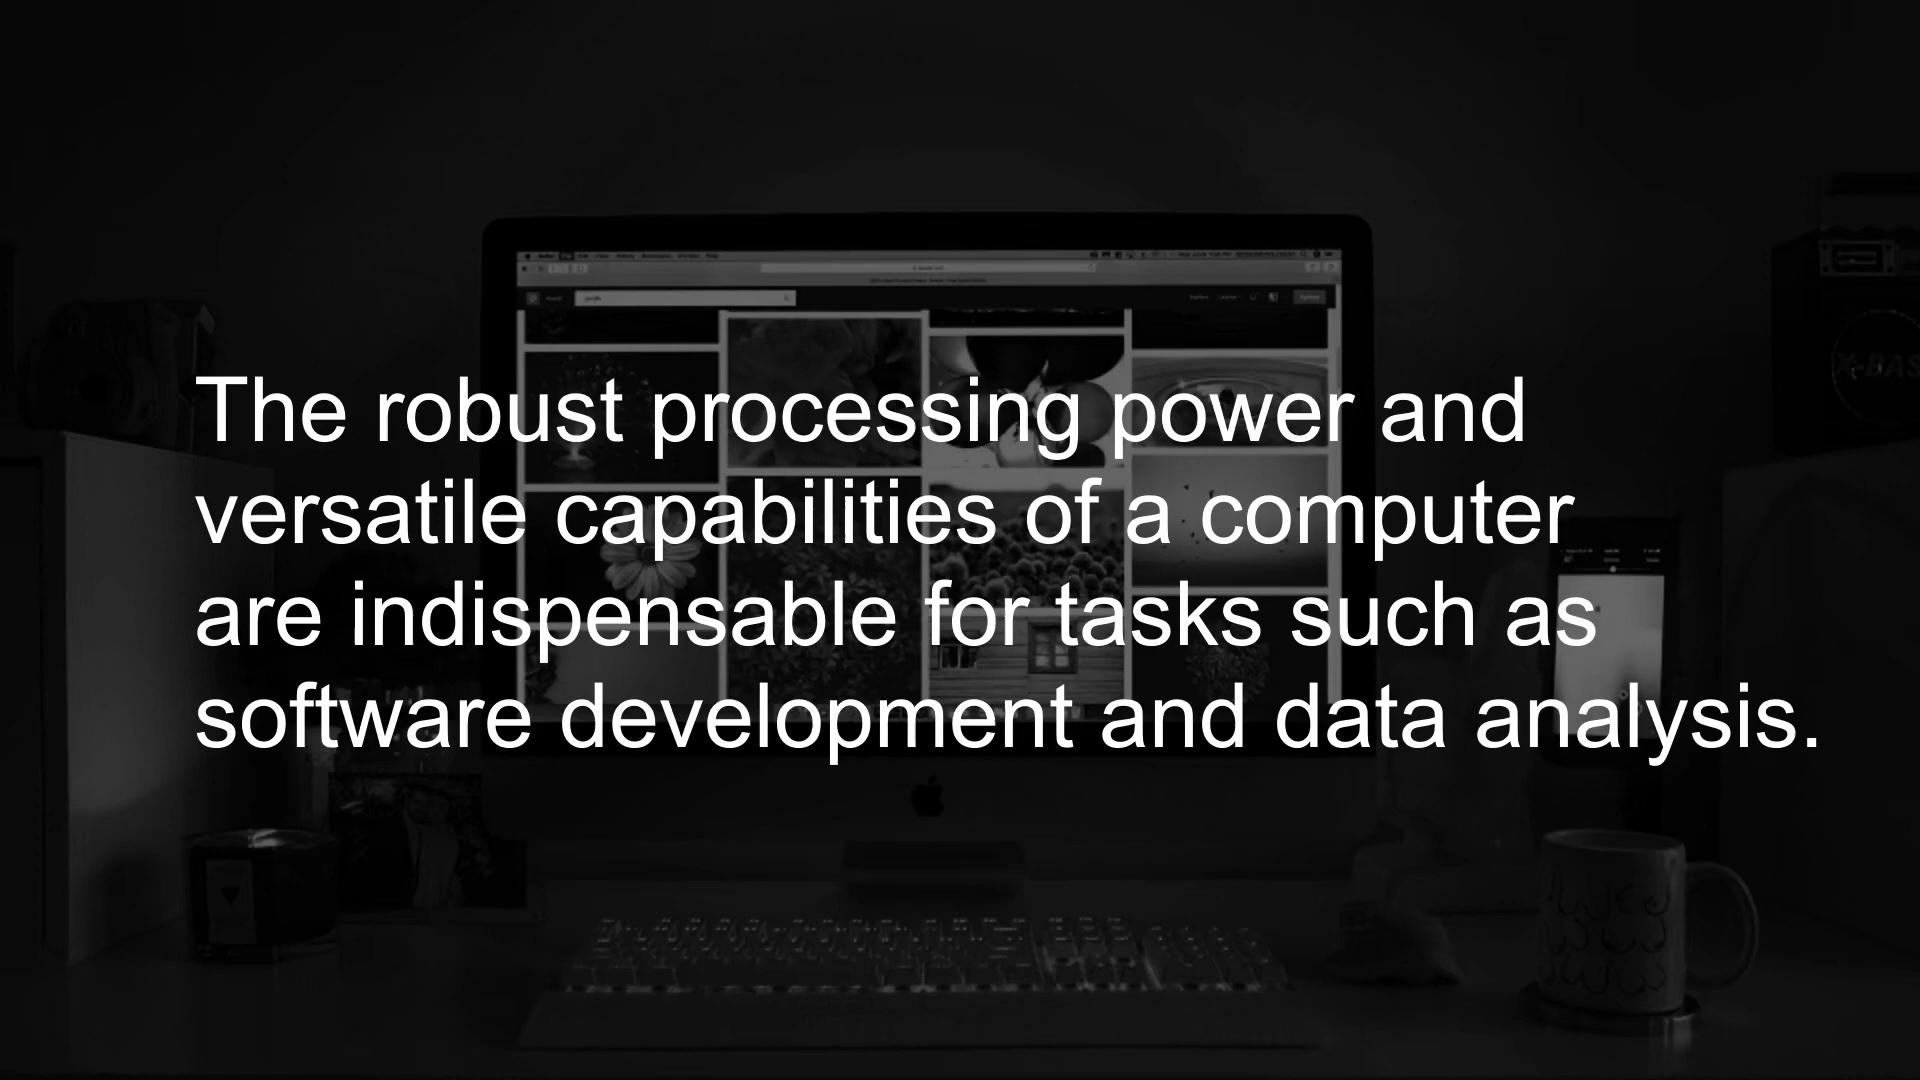 The robust processing power and
versatile capabilities of a computer
are indispensable for tasks such as
software development and data analysis.
X-BAS